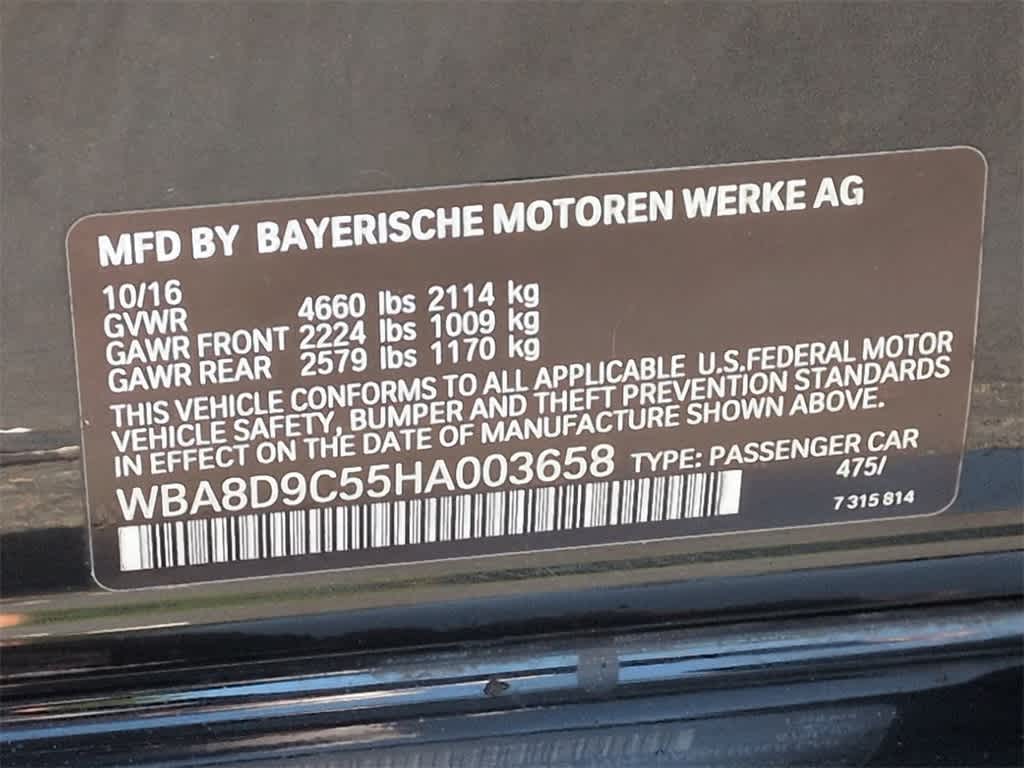 MFD BY BAYERISCHE MOTOREN WERKE AG
10/16
GVWR 4660 lbs 2114 kg
GAWR FRONT 2224 lbs 1009 kg
GAWR REAR 2579 lbs 1170 kg
THIS VEHICLE CONFORMS TO ALL APPLICABLE U.S.FEDERAL MOTOR
VEHICLE SAFETY, BUMPER AND THEFT PREVENTION STANDARDS
IN EFFECT ON THE DATE OF MANUFACTURE SHOWN ABOVE.
WBA8D9C55HA003658 TYPE: PASSENGER CAR
475/
7 315 814